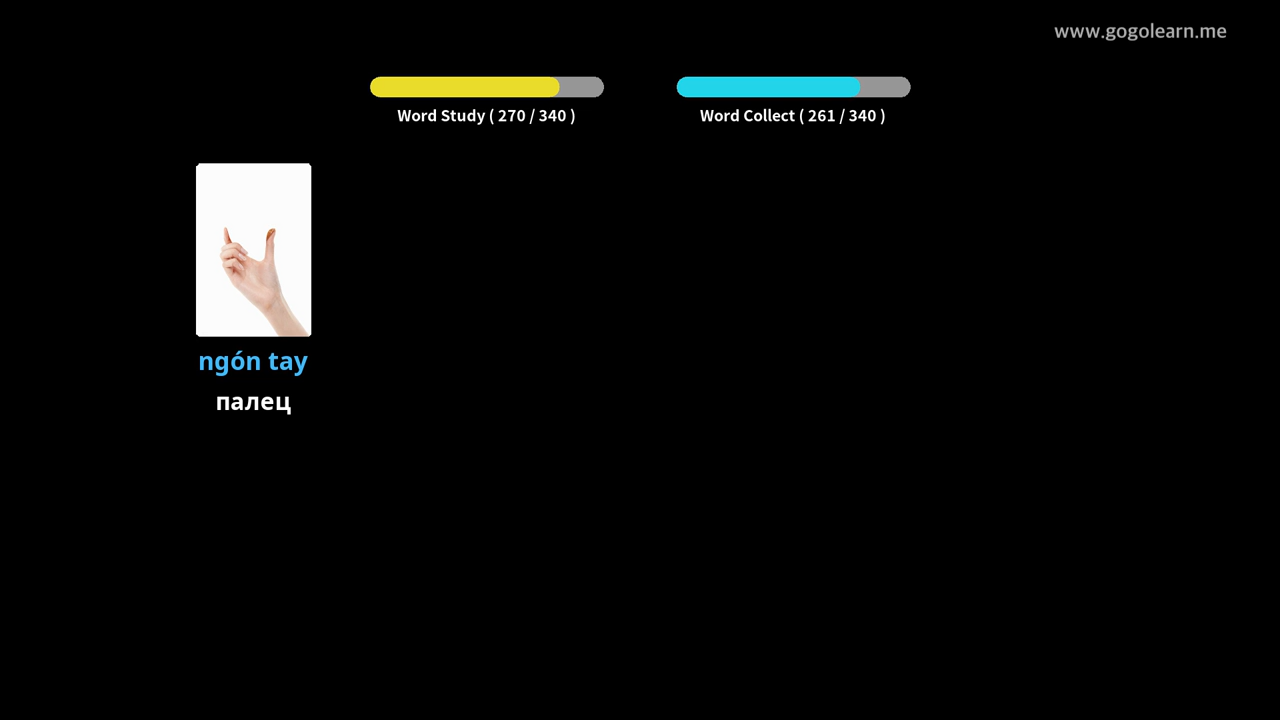 www.gogolearn.me
Word Study ( 270 / 340 )
Word Collect ( 261 / 340 )
ngón tay
палец